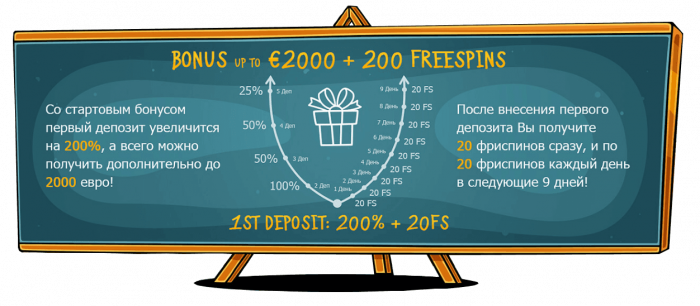 BONUS UP TO €2000 + 200 FREESPINS
Со стартовым бонусом
первый депозит увеличится
на 200%, а всего можно
получить дополнительно до
2000 евро!
25% 5 Деп
50% 4 Деп
50% 3 Деп
100% 2 Деп
9 День 20 FS
8 День 20 FS
7 День 20 FS
6 День 20 FS
5 День 20 FS
4 День 20 FS
3 День 20 FS
2 День 20 FS
1 День 20 FS
20 FS
После внесения первого
депозита Вы получите
20 фриспинов сразу, и по
20 фриспинов каждый день
в следующие 9 дней!
1ST DEPOSIT: 200% + 20FS